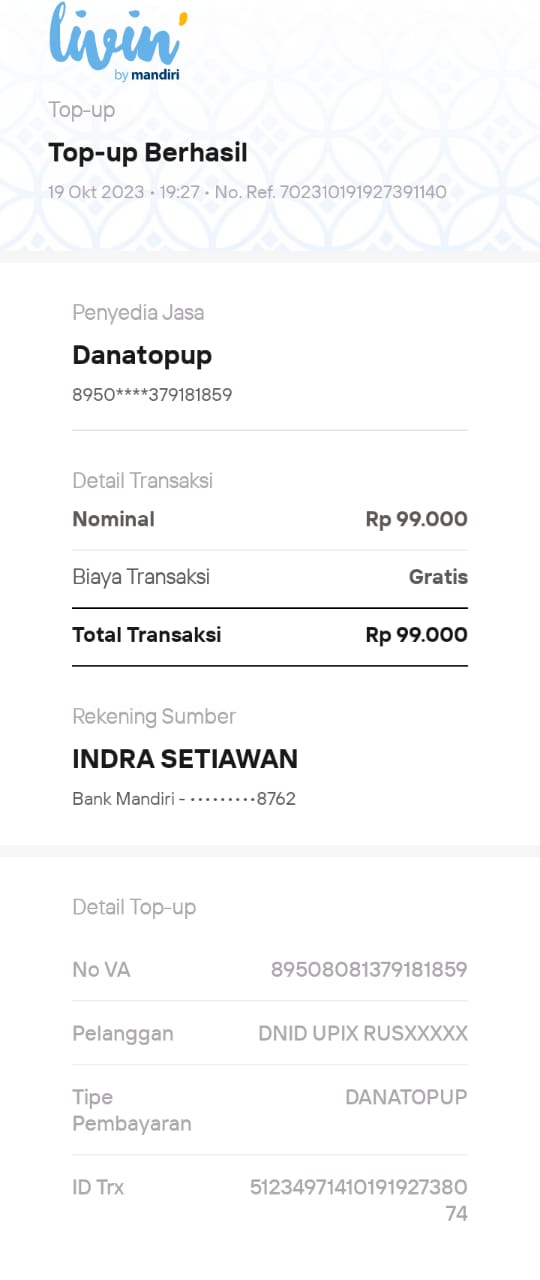 livin'
by mandiri
Top-up
Top-up Berhasil
19 Okt 2023 • 19:27 • No. Ref. 702310191927391140
Penyedia Jasa
Danatopup
8950****379181859
Detail Transaksi
Nominal Rp 99.000
Biaya Transaksi Gratis
Total Transaksi Rp 99.000
Rekening Sumber
INDRA SETIAWAN
Bank Mandiri - •••••••••8762
Detail Top-up
No VA 89508081379181859
Pelanggan DNID UPIX RUSXXXXX
Tipe DANATOPUP
Pembayaran
ID Trx 51234971410191927380
74